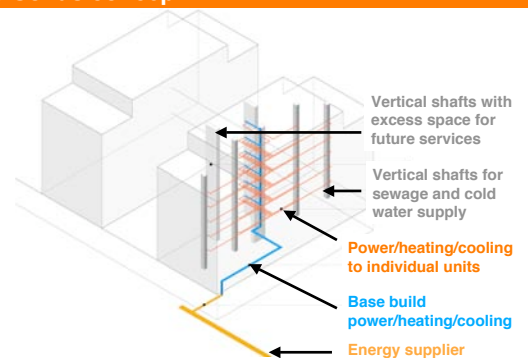 Vertical shafts with
excess space for
future services
Vertical shafts for
sewage and cold
water supply
Power/heating/cooling
to individual units
Base build
power/heating/cooling
Energy supplier